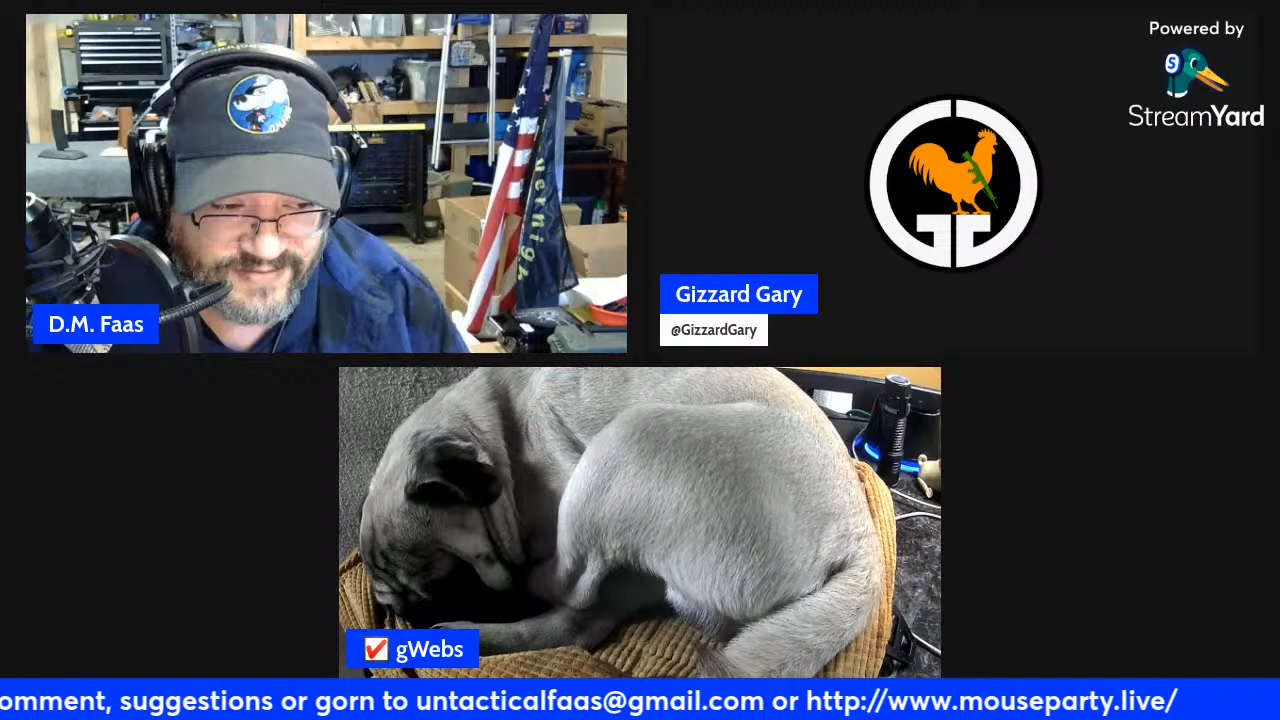 Powered by
StreamYard
D.M. Faas
Gizzard Gary
@GizzardGary
GG
gWebs
omment, suggestions or gorn to untacticalfaas@gmail.com or http://www.mouseparty.live/